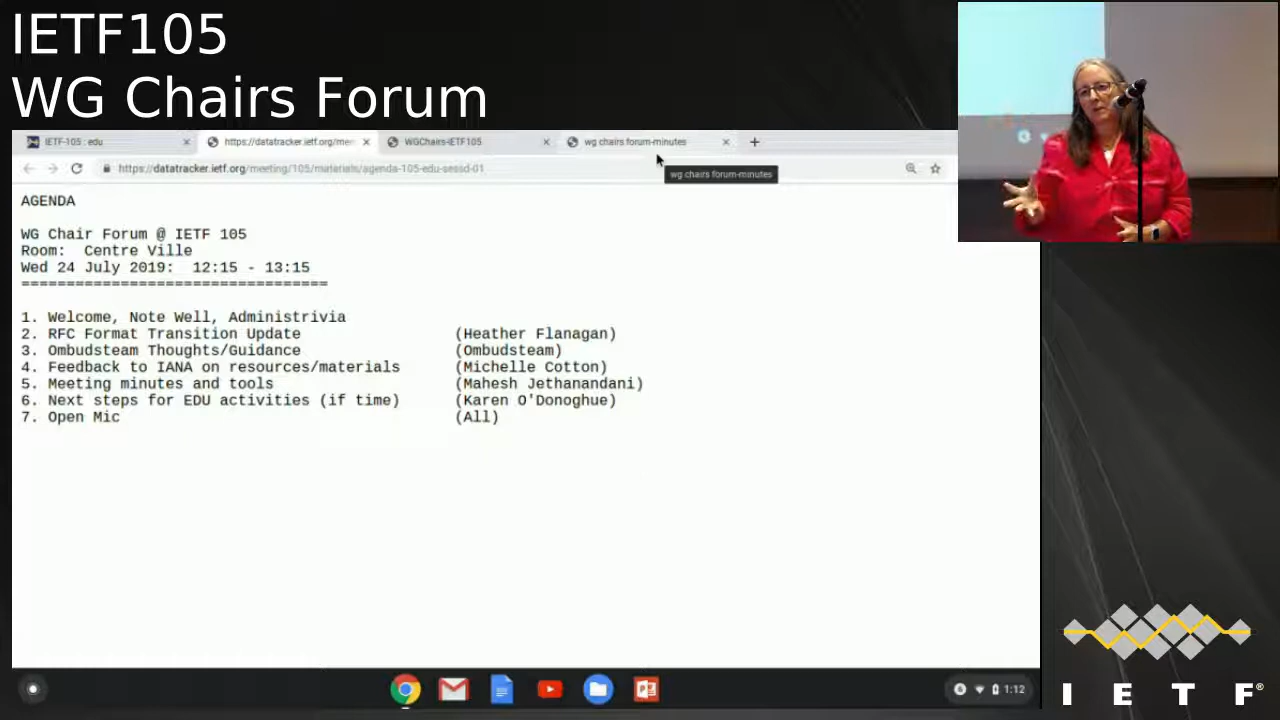 IETF105
WG Chairs Forum
IETF-105 : edu
https://datatracker.ietf.org/me
WGChairs-IETF105
wg chairs forum-minutes
https://datatracker.ietf.org/meeting/105/materials/agenda-105-edu-sessd-01
wg chairs forum-minutes
AGENDA
WG Chair Forum @ IETF 105
Room: Centre Ville
Wed 24 July 2019: 12:15 - 13:15
==================================
1. Welcome, Note Well, Administrivia
2. RFC Format Transition Update (Heather Flanagan)
3. Ombudsteam Thoughts/Guidance (Ombudsteam)
4. Feedback to IANA on resources/materials (Michelle Cotton)
5. Meeting minutes and tools (Mahesh Jethanandani)
6. Next steps for EDU activities (if time) (Karen O'Donoghue)
7. Open Mic (All)
1:12
I E T F®